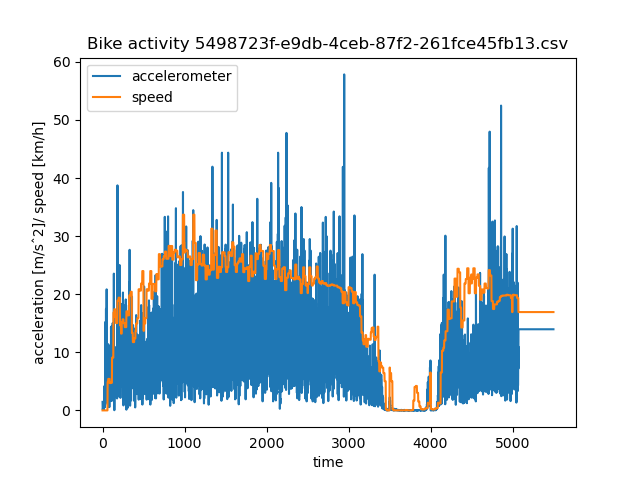 Bike activity 5498723f-e9db-4ceb-87f2-261fce45fb13.csv
accelerometer
speed
acceleration [m/s^2]/ speed [km/h]
60
50
40
30
20
10
0
0 1000 2000 3000 4000 5000
time